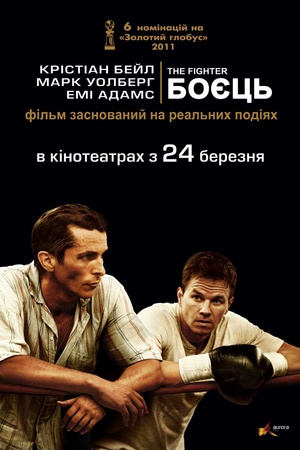 6 номінацій на
«Золотий глобус»
2011
КРІСТІАН БЕЙЛ
МАРК УОЛБЕРГ
ЕМІ АДАМС
THE FIGHTER
БОЄЦЬ
фільм заснований на реальних подіях
в кінотеатрах з 24 березня
aurora